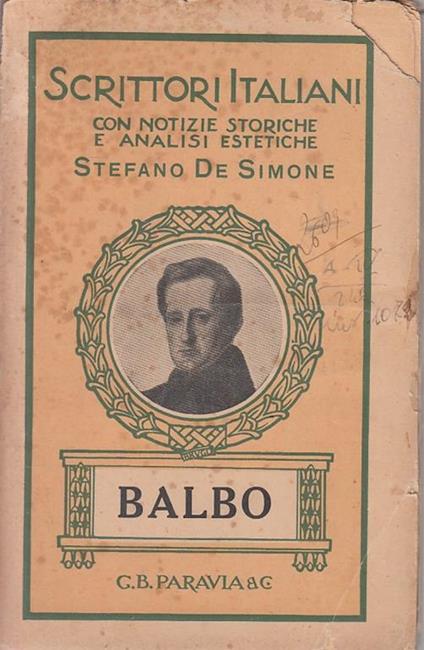 SCRITTORI ITALIANI
CON NOTIZIE STORICHE
E ANALISI ESTETICHE
STEFANO DE SIMONE
BALBO
G.B. PARAVIA & C